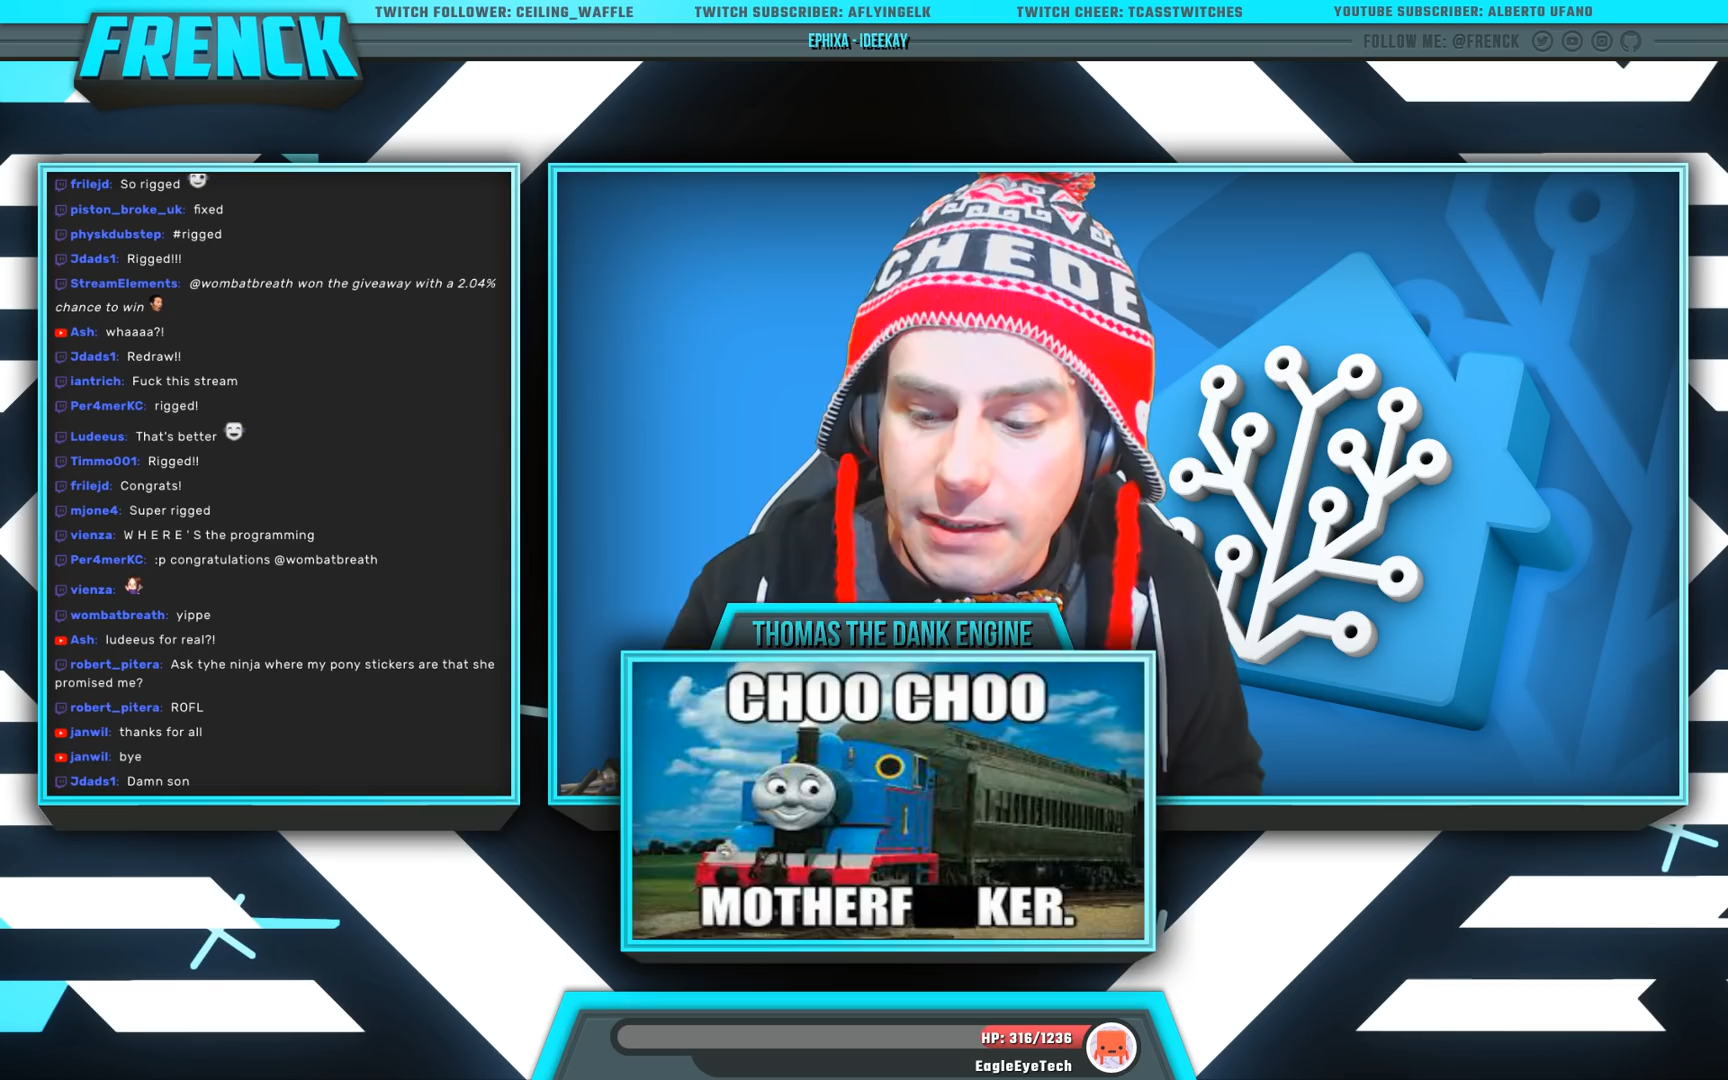 TWITCH FOLLOWER: CEILING_WAFFLE
TWITCH SUBSCRIBER: AFLYINGELK
TWITCH CHEER: TCASSTWITCHES
YOUTUBE SUBSCRIBER: ALBERTO UFANO
FRENCK
EPHIXA - IDEEKAY
FOLLOW ME: @FRENCK
frilejd: So rigged
piston_broke_uk: fixed
physkdubstep: #rigged
Jdads1: Rigged!!!
StreamElements: @wombatbreath won the giveaway with a 2.04%
chance to win
Ash: whaaaa?!
Jdads1: Redraw!!
iantrich: Fuck this stream
Per4merKC: rigged!
Ludeeus: That's better
Timmo001: Rigged!!
frilejd: Congrats!
mjone4: Super rigged
vienza: W H E R E ' S the programming
Per4merKC: :p congratulations @wombatbreath
vienza:
wombatbreath: yippe
Ash: ludeeus for real?!
robert_pitera: Ask tyhe ninja where my pony stickers are that she
promised me?
robert_pitera: ROFL
janwil: thanks for all
janwil: bye
Jdads1: Damn son
CHEDE
THOMAS THE DANK ENGINE
CHOO CHOO
MOTHERF KER.
HP: 316/1236
EagleEyeTech